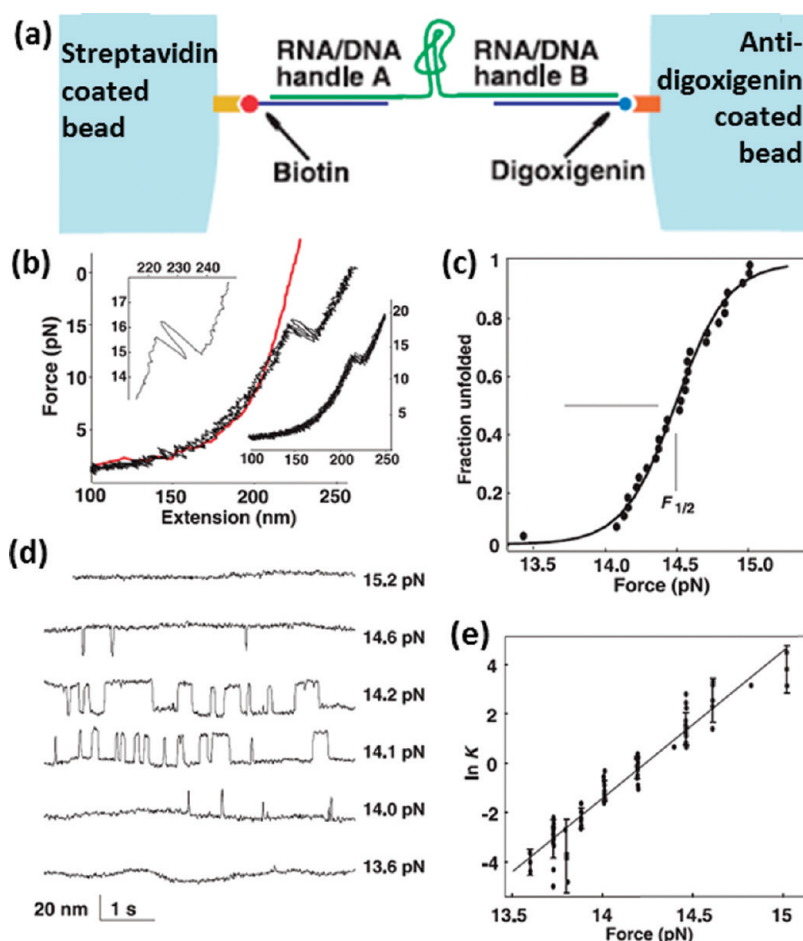 (a)
Streptavidin
coated
bead
RNA/DNA
handle A
RNA/DNA
handle B
Anti-
digoxigenin
coated
bead
Biotin
Digoxigenin
(b)
220 230 240
17
16
15
14
0
15
10
5
Force (pN)
20
15
10
5
100 150 200 250
100 150 200 250
Extension (nm)
(c)
1
0.8
0.6
0.4
0.2
0
Fraction unfolded
F1/2
13.5 14.0 14.5 15.0
Force (pN)
(d)
15.2 pN
14.6 pN
14.2 pN
14.1 pN
14.0 pN
13.6 pN
20 nm 1 s
(e)
4
2
0
-2
-4
ln K
13.5 14 14.5 15
Force (pN)